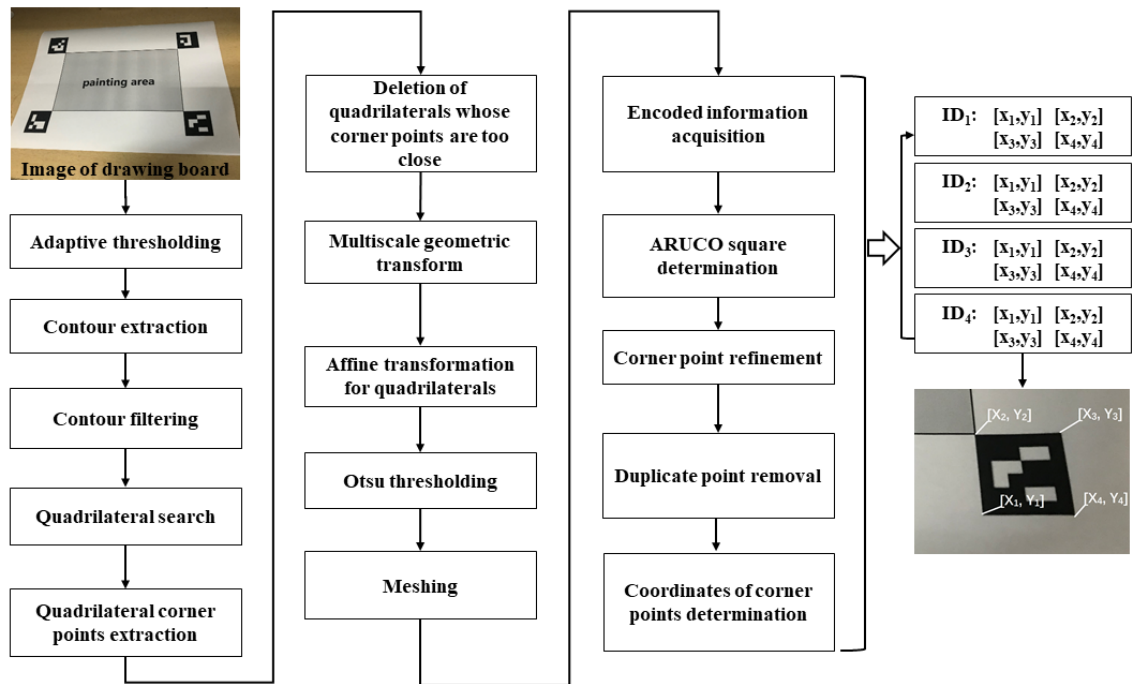 painting area
Image of drawing board
Adaptive thresholding
Contour extraction
Contour filtering
Quadrilateral search
Quadrilateral corner
points extraction
Deletion of
quadrilaterals whose
corner points are too
close
Multiscale geometric
transform
Affine transformation
for quadrilaterals
Otsu thresholding
Meshing
Encoded information
acquisition
ARUCO square
determination
Corner point refinement
Duplicate point removal
Coordinates of corner
points determination
ID₁: [x₁,y₁] [x₂,y₂]
[x₃,y₃] [x₄,y₄]
ID₂: [x₁,y₁] [x₂,y₂]
[x₃,y₃] [x₄,y₄]
ID₃: [x₁,y₁] [x₂,y₂]
[x₃,y₃] [x₄,y₄]
ID₄: [x₁,y₁] [x₂,y₂]
[x₃,y₃] [x₄,y₄]
[X₂, Y₂] [X₃, Y₃]
[X₁, Y₁] [X₄, Y₄]